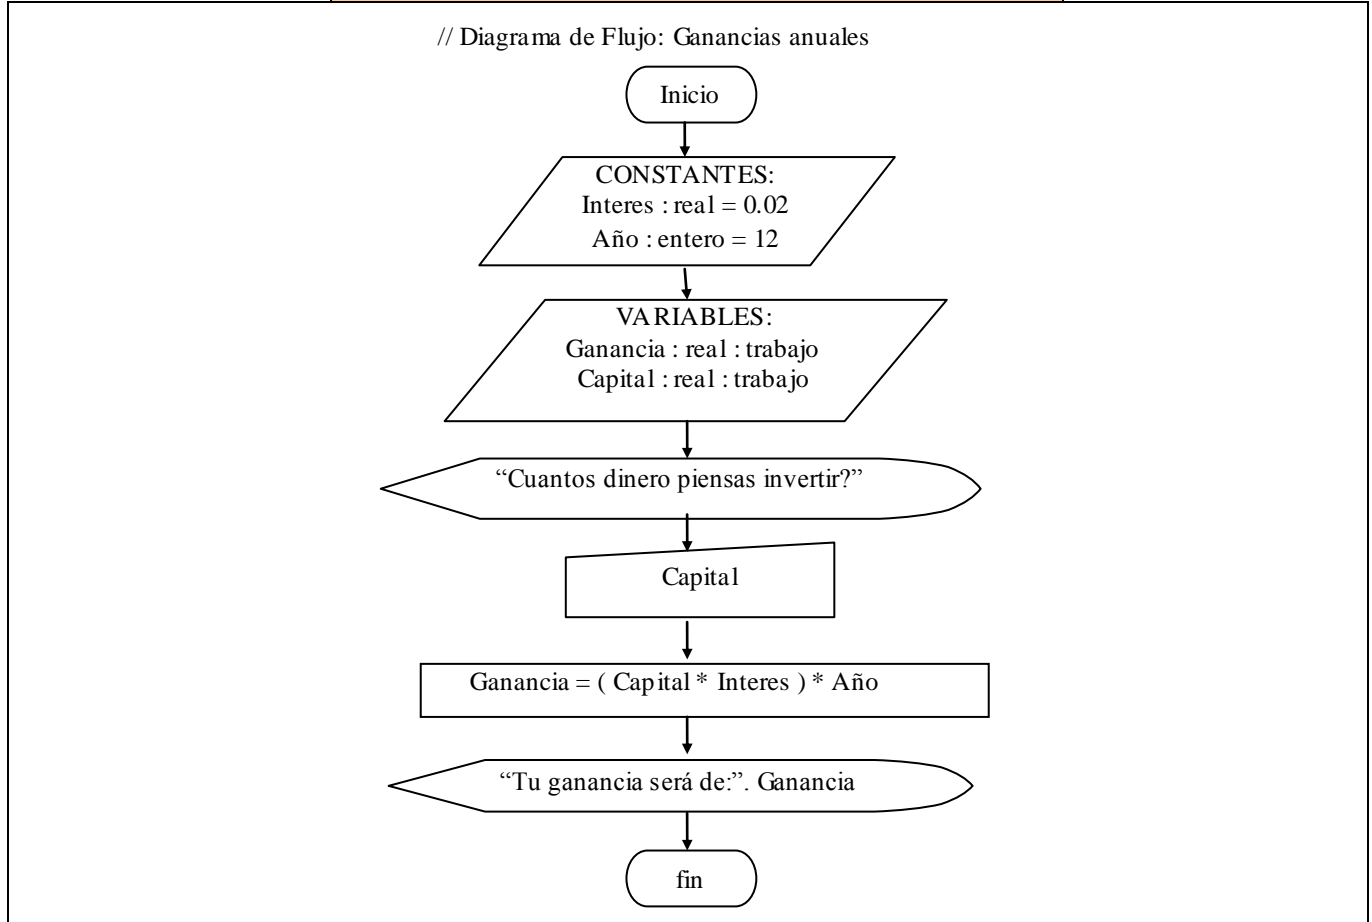 // Diagrama de Flujo: Ganancias anuales
Inicio
CONSTANTES:
Interes : real = 0.02
Año : entero = 12
VARIABLES:
Ganancia : real : trabajo
Capital : real : trabajo
“Cuantos dinero piensas invertir?”
Capital
Ganancia = ( Capital * Interes ) * Año
“Tu ganancia será de:”. Ganancia
fin